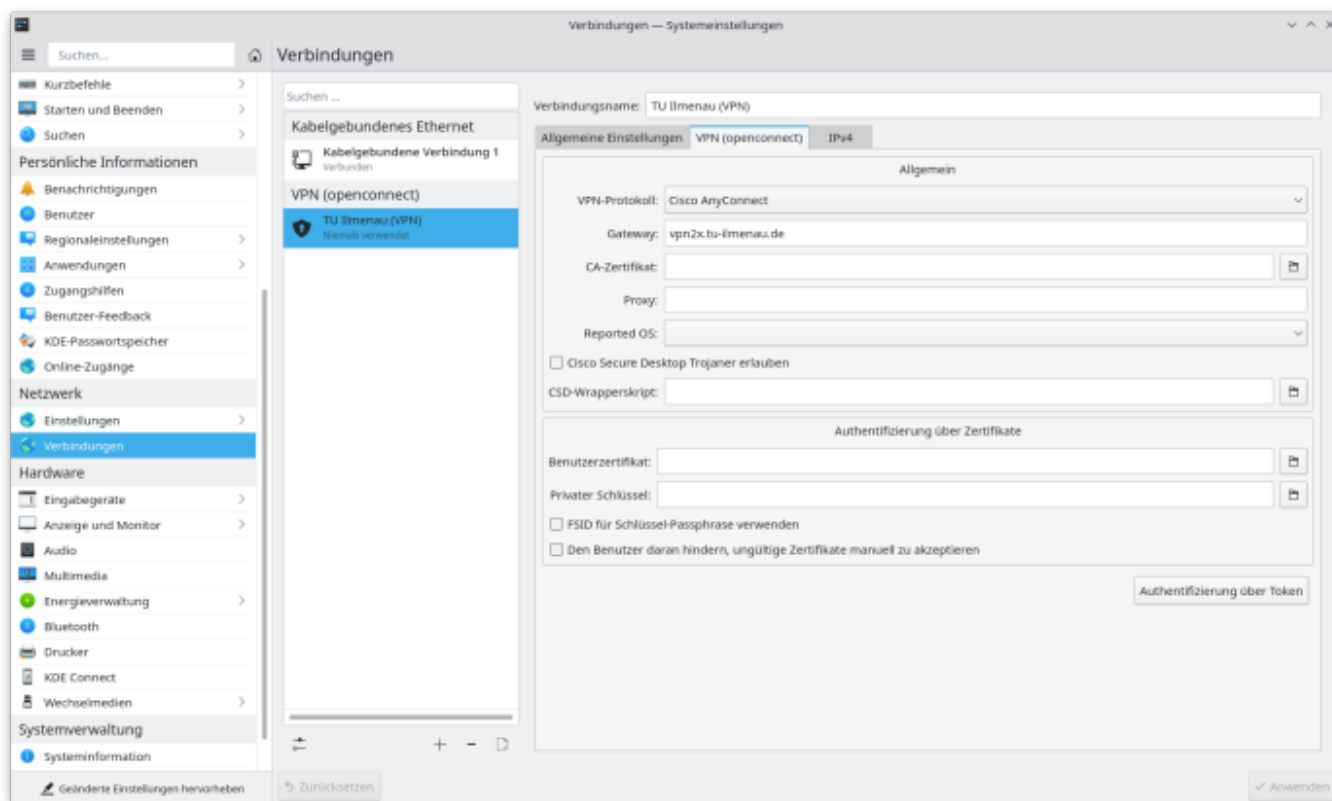 Verbindungen — Systemeinstellungen
Suchen...
Verbindungen
Kurzbefehle
Starten und Beenden
Suchen
Persönliche Informationen
Benachrichtigungen
Benutzer
Regionaleinstellungen
Anwendungen
Zugangshilfen
Benutzer-Feedback
KDE-Passwortspeicher
Online-Zugänge
Netzwerk
Einstellungen
Verbindungen
Hardware
Eingabegeräte
Anzeige und Monitor
Audio
Multimedia
Energieverwaltung
Bluetooth
Drucker
KDE Connect
Wechselmedien
Systemverwaltung
Systeminformation
Geänderte Einstellungen hervorheben
Suchen ...
Kabelgebundenes Ethernet
Kabelgebundene Verbindung 1
Verbunden
VPN (openconnect)
TU Ilmenau (VPN)
Niemals verwendet
Zurücksetzen
Verbindungsname: TU Ilmenau (VPN)
Allgemeine Einstellungen VPN (openconnect) IPv4
Allgemein
VPN-Protokoll: Cisco AnyConnect
Gateway: vpn2x.tu-ilmenau.de
CA-Zertifikat:
Proxy:
Reported OS:
Cisco Secure Desktop Trojaner erlauben
CSD-Wrapperskript:
Authentifizierung über Zertifikate
Benutzerzertifikat:
Privater Schlüssel:
FSID für Schlüssel-Passphrase verwenden
Den Benutzer daran hindern, ungültige Zertifikate manuell zu akzeptieren
Authentifizierung über Token
Anwenden